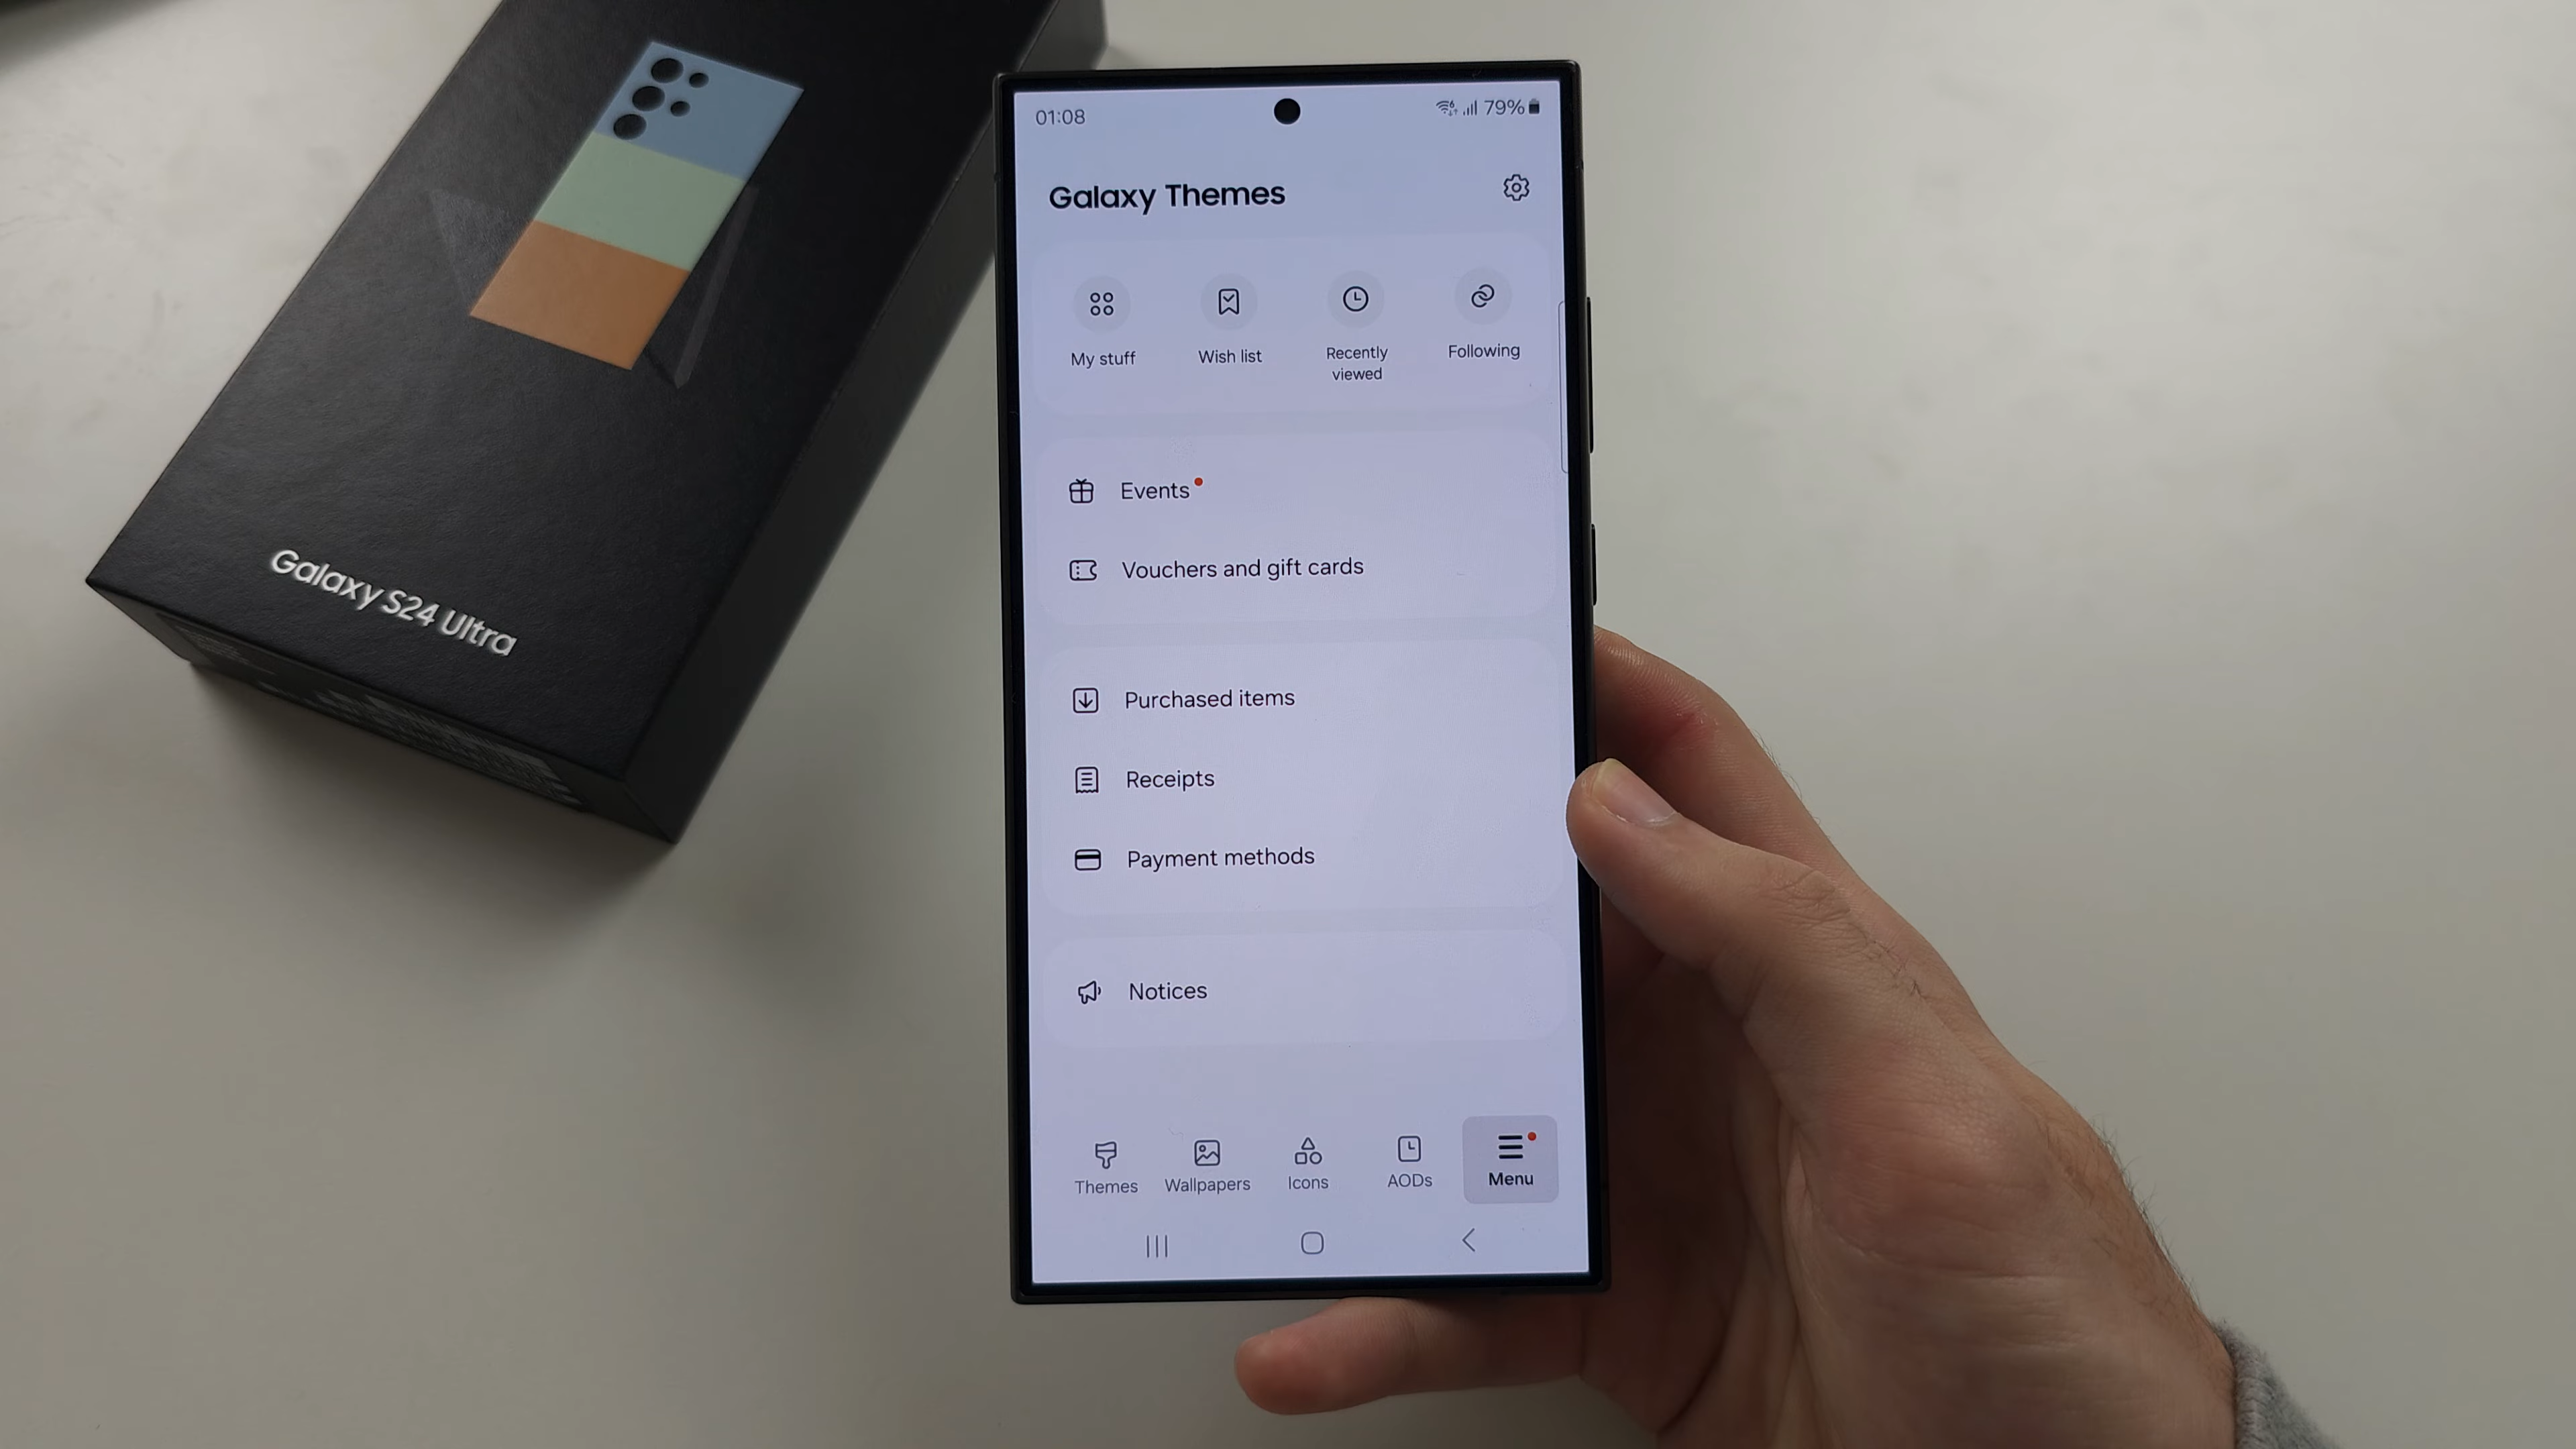 Galaxy S24 Ultra
01:08
79%
Galaxy Themes
My stuff
Wish list
Recently
viewed
Following
Events
Vouchers and gift cards
Purchased items
Receipts
Payment methods
Notices
Themes
Wallpapers
Icons
AODs
Menu